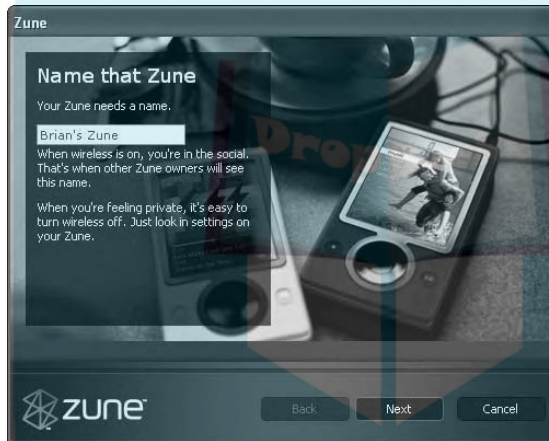 Zune
Name that Zune
Your Zune needs a name.
Brian's Zune
When wireless is on, you're in the social.
That's when other Zune owners will see
this name.
When you're feeling private, it's easy to
turn wireless off. Just look in settings on
your Zune.
zune
Back
Next
Cancel